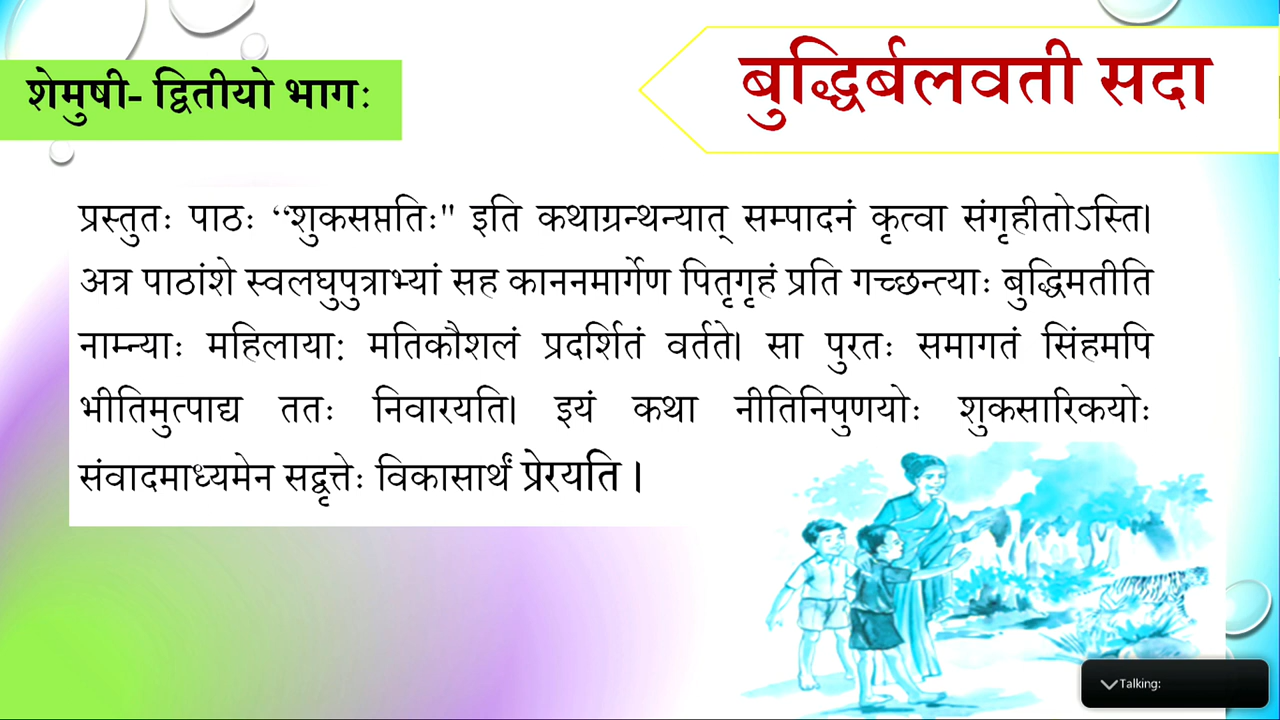 शेमुषी- द्वितीयो भागः
बुद्धिर्बलवती सदा
प्रस्तुतः पाठः “शुकसप्ततिः" इति कथाग्रन्थन्यात् सम्पादनं कृत्वा संगृहीतोऽस्ति।
अत्र पाठांशे स्वलघुपुत्राभ्यां सह काननमार्गेण पितृगृहं प्रति गच्छन्त्याः बुद्धिमतीति
नाम्न्याः महिलाया: मतिकौशलं प्रदर्शितं वर्तते। सा पुरतः समागतं सिंहमपि
भीतिमुत्पाद्य ततः निवारयति। इयं कथा नीतिनिपुणयोः शुकसारिकयोः
संवादमाध्यमेन सद्वृत्तेः विकासार्थं प्रेरयति ।
Talking: